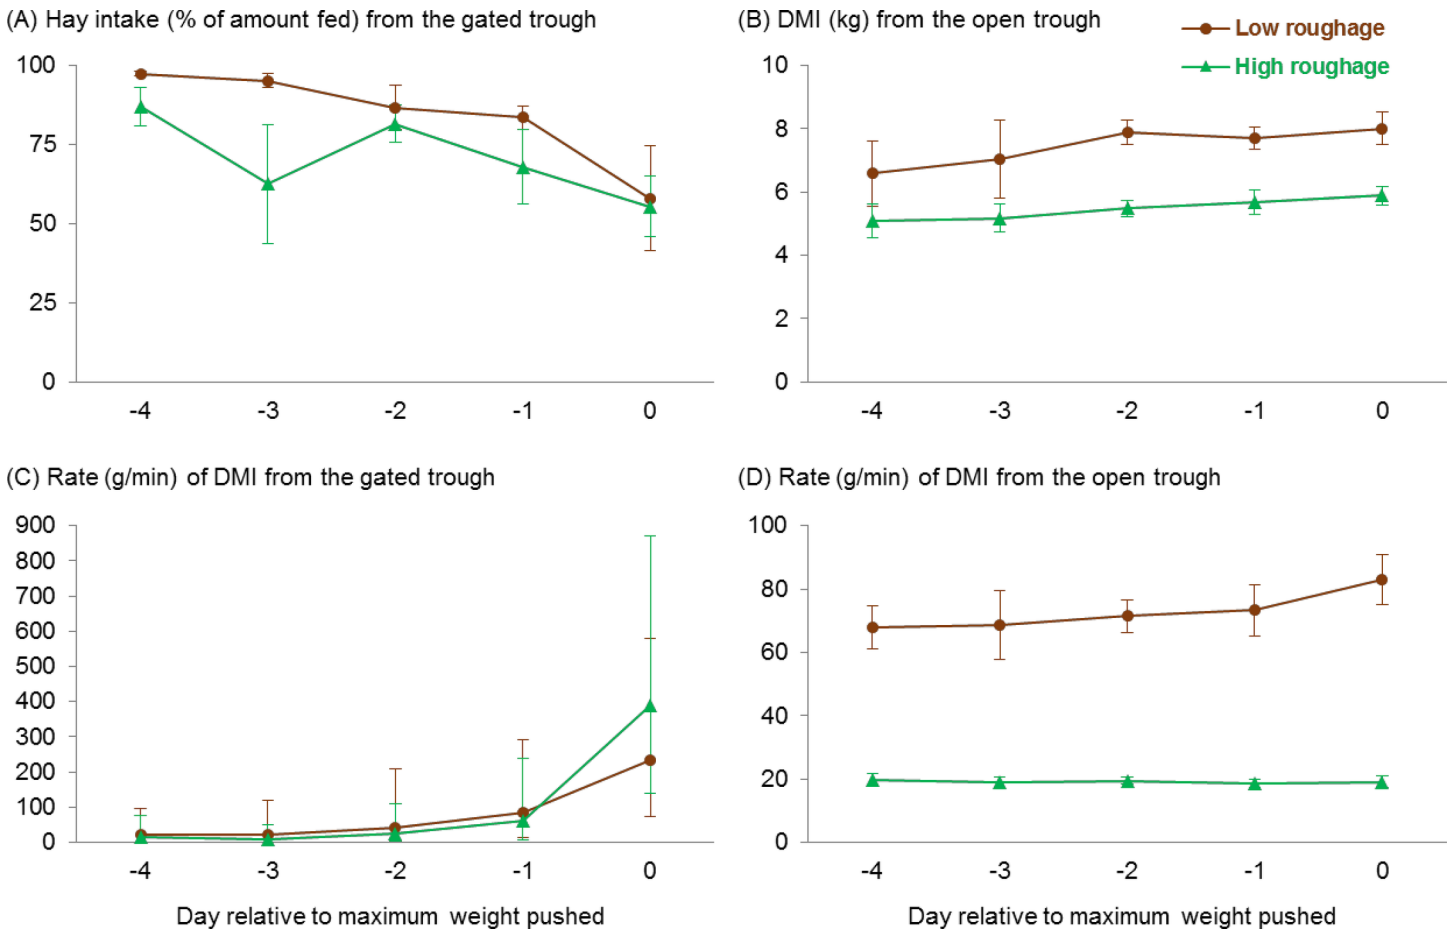 (A) Hay intake (% of amount fed) from the gated trough
100
75
50
25
0
-4 -3 -2 -1 0
(B) DMI (kg) from the open trough
Low roughage
High roughage
10
8
6
4
2
0
-4 -3 -2 -1 0
(C) Rate (g/min) of DMI from the gated trough
900
800
700
600
500
400
300
200
100
0
-4 -3 -2 -1 0
Day relative to maximum weight pushed
(D) Rate (g/min) of DMI from the open trough
100
80
60
40
20
0
-4 -3 -2 -1 0
Day relative to maximum weight pushed